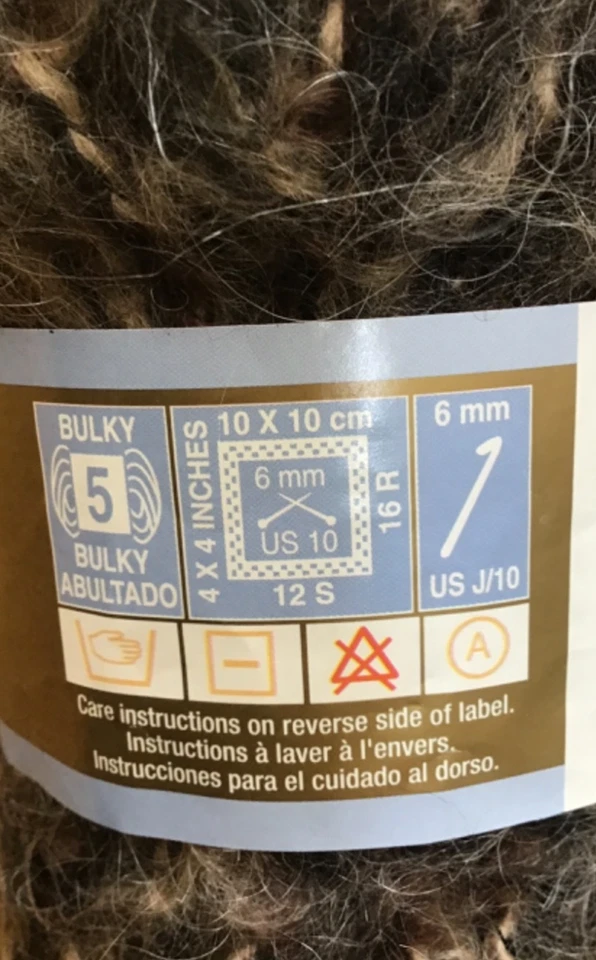 BULKY
5
BULKY
ABULTADO
4 X 4 INCHES
10 X 10 cm
6 mm
US 10
16 R
12 S
6 mm
US J/10
A
Care instructions on reverse side of label.
Instructions à laver à l'envers.
Instrucciones para el cuidado al dorso.